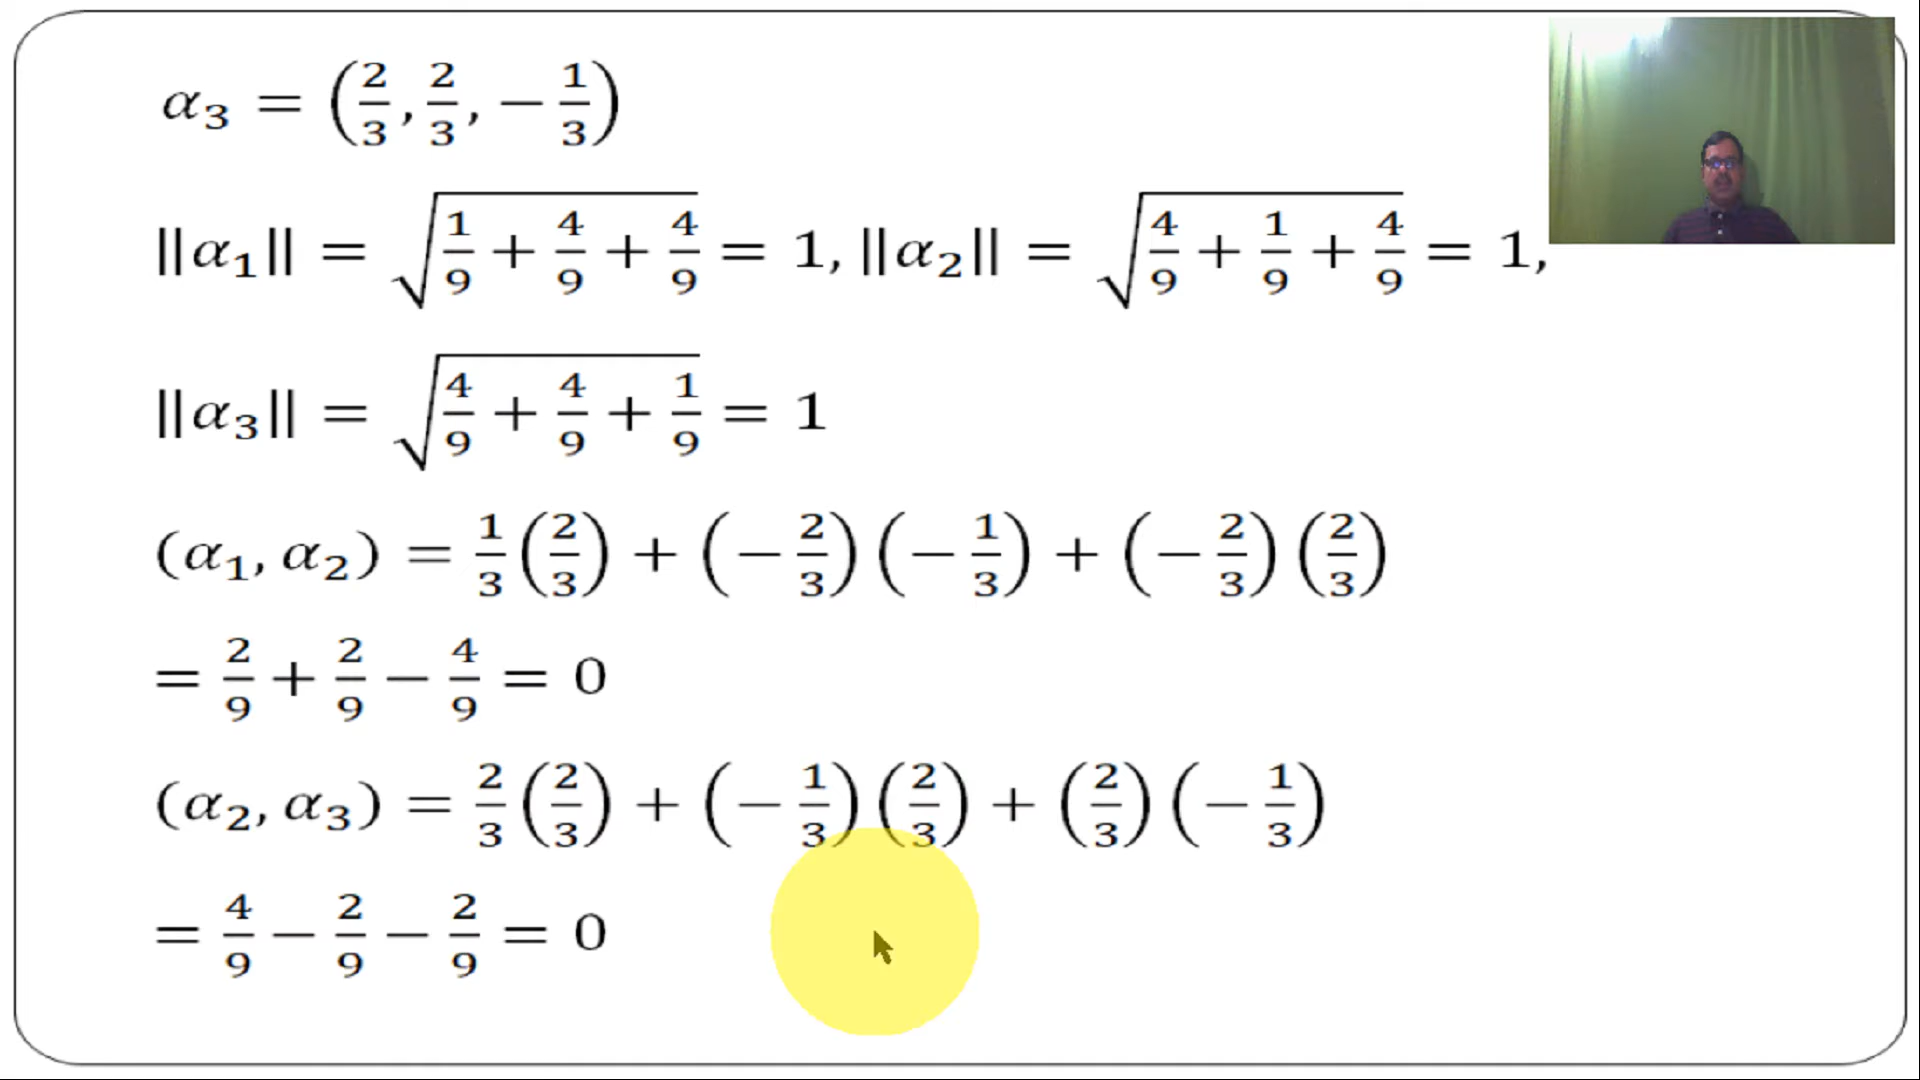 α₃ = (2/3, 2/3, −1/3)
||α₁|| = √(1/9 + 4/9 + 4/9) = 1, ||α₂|| = √(4/9 + 1/9 + 4/9) = 1,
||α₃|| = √(4/9 + 4/9 + 1/9) = 1
(α₁, α₂) = 1/3 (2/3) + (−2/3) (−1/3) + (−2/3) (2/3)
= 2/9 + 2/9 − 4/9 = 0
(α₂, α₃) = 2/3 (2/3) + (−1/3) (2/3) + (2/3) (−1/3)
= 4/9 − 2/9 − 2/9 = 0